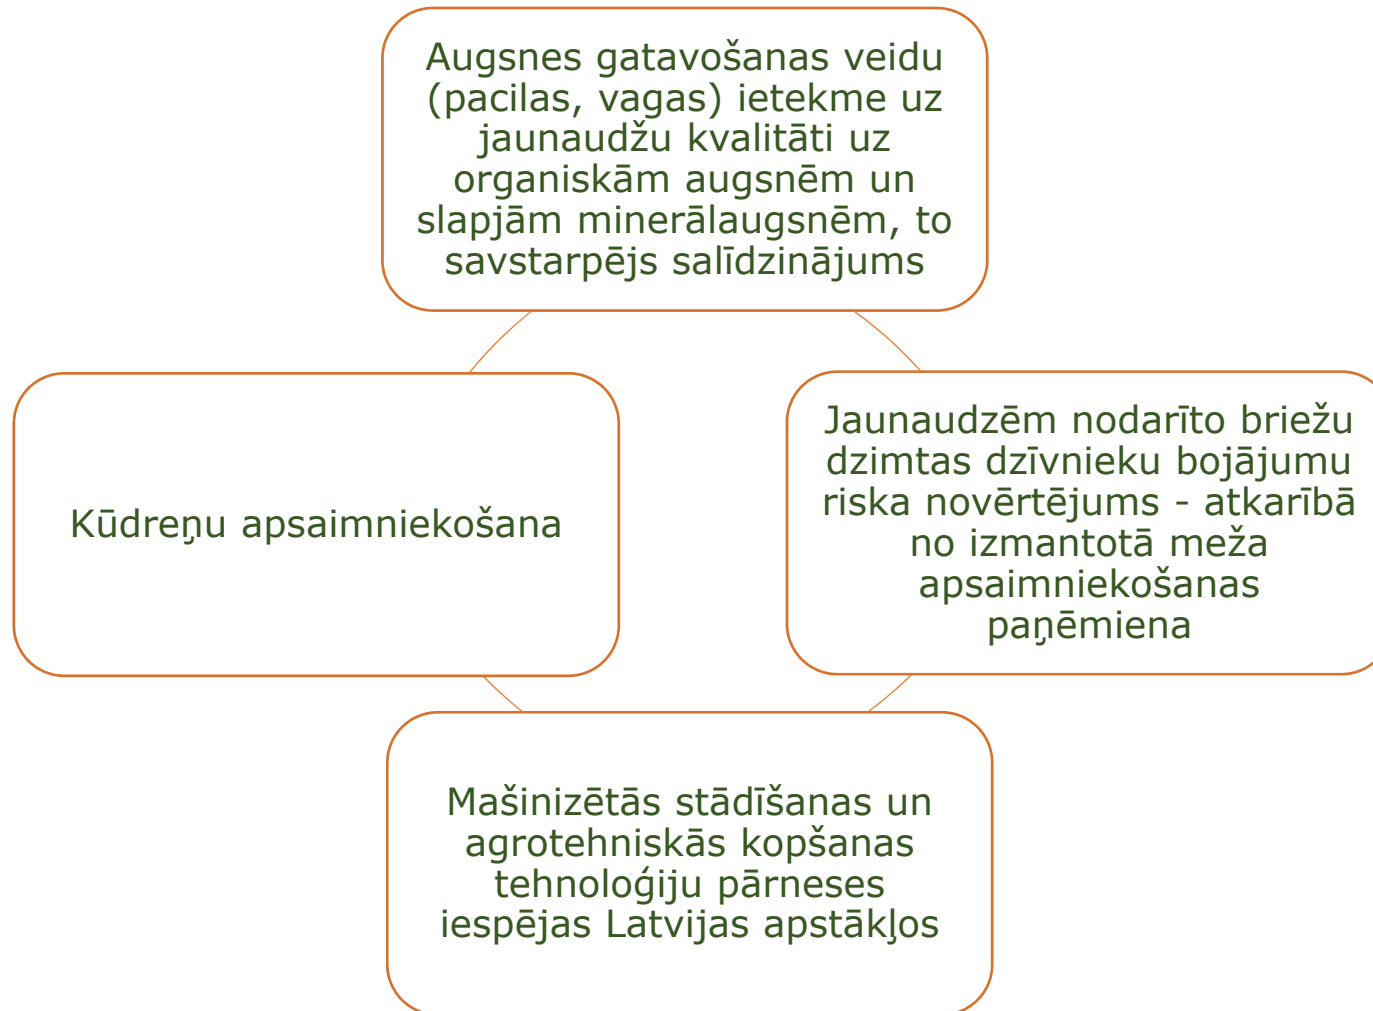 Augsnes gatavošanas veidu
(pacilas, vagas) ietekme uz
jaunaudžu kvalitāti uz
organiskām augsnēm un
slapjām minerālaugsnēm, to
savstarpējs salīdzinājums
Kūdreņu apsaimniekošana
Jaunaudzēm nodarīto briežu
dzimtas dzīvnieku bojājumu
riska novērtējums - atkarībā
no izmantotā meža
apsaimniekošanas
paņēmiena
Mašinizētās stādīšanas un
agrotehniskās kopšanas
tehnoloģiju pārneses
iespējas Latvijas apstākļos